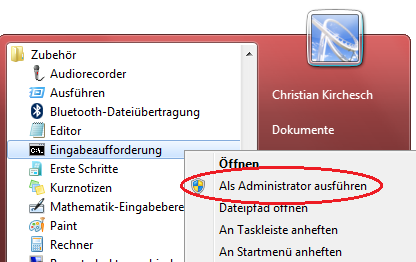 Zubehör
Audiorecorder
Ausführen
Bluetooth-Dateiübertragung
Editor
Eingabeaufforderung
Erste Schritte
Kurznotizen
Mathematik-Eingabebere
Paint
Rechner
Christian Kirchesch
Dokumente
Öffnen
Als Administrator ausführen
Dateipfad öffnen
An Taskleiste anheften
An Startmenü anheften